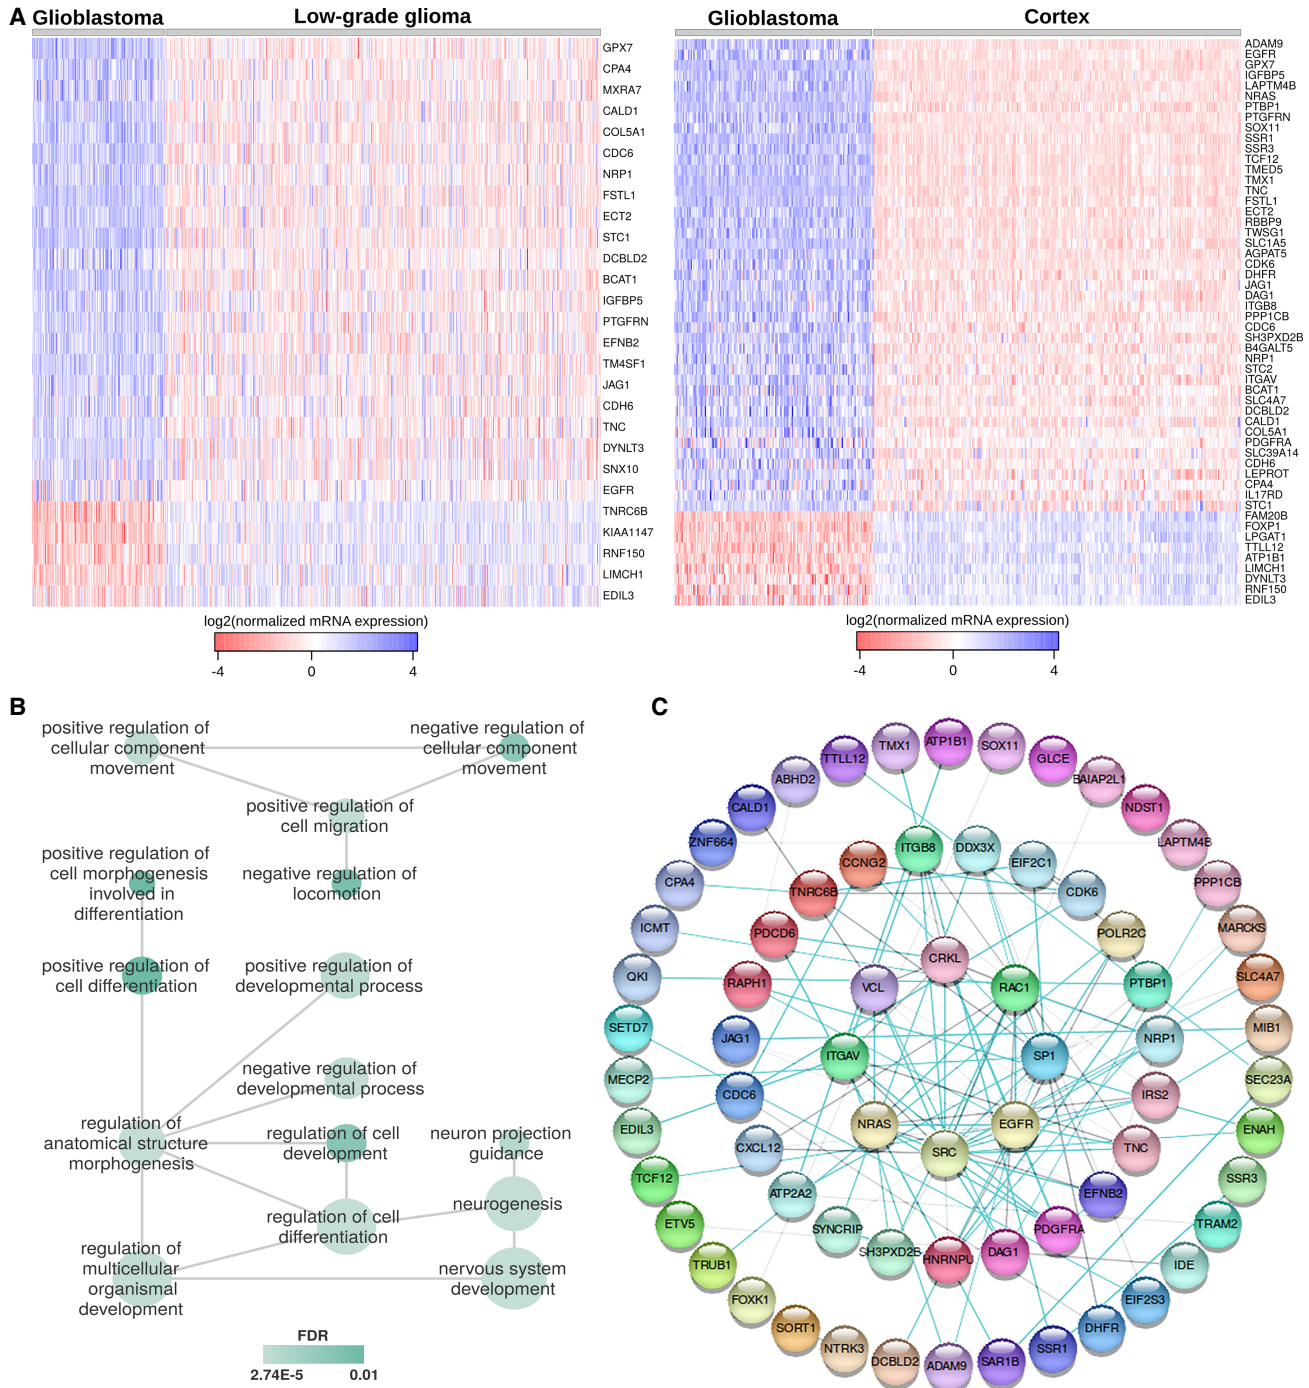 A
Glioblastoma
Low-grade glioma
GPX7
CPA4
MXRA7
CALD1
COL5A1
CDC6
NRP1
FSTL1
ECT2
STC1
DCBLD2
BCAT1
IGFBP5
PTGFRN
EFNB2
TM4SF1
JAG1
CDH6
TNC
DYNLT3
SNX10
EGFR
TNRC6B
KIAA1147
RNF150
LIMCH1
EDIL3
log2(normalized mRNA expression)
-4 0 4
Glioblastoma
Cortex
ADAM9
EGFR
GPX7
IGFBP5
LAPTM4B
NRAS
PTBP1
PTGFRN
SOX11
SSR1
SSR3
TCF12
TMED5
TMX1
TNC
FSTL1
ECT2
RBBP9
TWSG1
SLC1A5
AGPAT5
CDK6
DHFR
JAG1
DAG1
ITGB8
PPP1CB
CDC6
SH3PXD2B
B4GALT5
NRP1
STC2
ITGAV
BCAT1
SLC4A7
DCBLD2
CALD1
COL5A1
PDGFRA
SLC39A14
CDH6
LEPROT
CPA4
IL17RD
STC1
FAM20B
FOXP1
LPGAT1
TTLL12
ATP1B1
LIMCH1
DYNLT3
RNF150
EDIL3
log2(normalized mRNA expression)
-4 0 4
B
positive regulation of
cellular component
movement
negative regulation of
cellular component
movement
positive regulation of
cell migration
positive regulation of
cell morphogenesis
involved in
differentiation
negative regulation of
locomotion
positive regulation of
cell differentiation
positive regulation of
developmental process
negative regulation of
developmental process
regulation of
anatomical structure
morphogenesis
regulation of cell
development
neuron projection
guidance
neurogenesis
regulation of cell
differentiation
regulation of
multicellular
organismal
development
nervous system
development
FDR
2.74E-5 0.01
C
TMX1
ATP1B1
SOX11
TTLL12
GLCE
ABHD2
BAIAP2L1
CALD1
NDST1
ZNF664
LAPTM4B
ITGB8
DDX3X
CCNG2
EIF2C1
CPA4
TNRC6B
CDK6
PPP1CB
ICMT
PDCD6
POLR2C
MARCKS
CRKL
QKI
RAPH1
VCL
RAC1
PTBP1
SLC4A7
SETD7
JAG1
ITGAV
SP1
NRP1
MIB1
MECP2
CDC6
IRS2
SEC23A
EDIL3
NRAS
EGFR
ENAH
CXCL12
SRC
TNC
TCF12
ATP2A2
EFNB2
SSR3
ETV5
SYNCRIP
PDGFRA
TRAM2
TRUB1
SH3PXD2B
HNRNPU
DAG1
IDE
FOXK1
EIF2S3
SORT1
DHFR
NTRK3
SSR1
DCBLD2
ADAM9
SAR1B